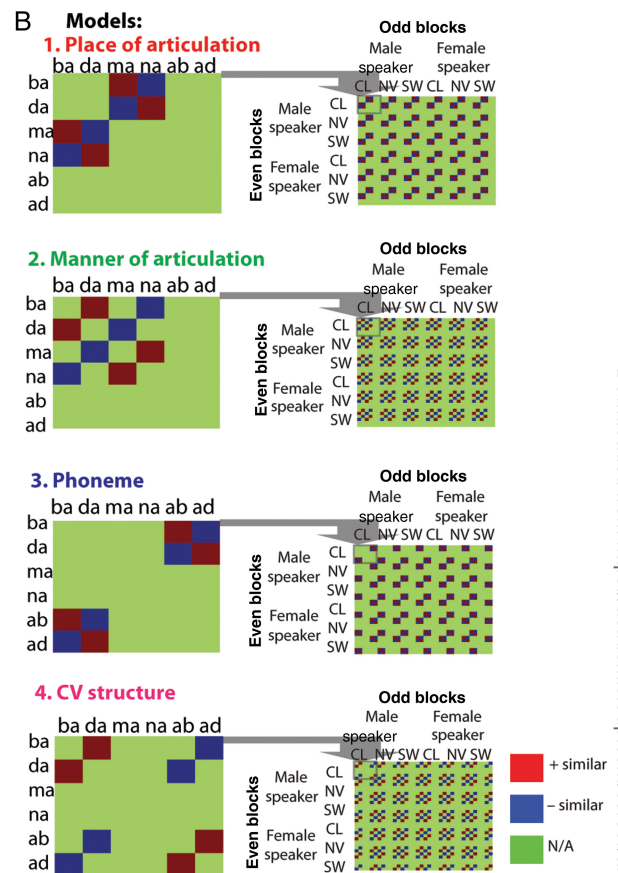 B
Models:
1. Place of articulation
ba da ma na ab ad
ba
da
ma
na
ab
ad
Odd blocks
Male speaker
Female speaker
CL NV SW CL NV SW
Even blocks
Male speaker
Female speaker
CL
NV
SW
CL
NV
SW
2. Manner of articulation
ba da ma na ab ad
ba
da
ma
na
ab
ad
Odd blocks
Male speaker
Female speaker
CL NV SW CL NV SW
Even blocks
Male speaker
Female speaker
CL
NV
SW
CL
NV
SW
3. Phoneme
ba da ma na ab ad
ba
da
ma
na
ab
ad
Odd blocks
Male speaker
Female speaker
CL NV SW CL NV SW
Even blocks
Male speaker
Female speaker
CL
NV
SW
CL
NV
SW
4. CV structure
ba da ma na ab ad
ba
da
ma
na
ab
ad
Odd blocks
Male speaker
Female speaker
CL NV SW CL NV SW
Even blocks
Male speaker
Female speaker
CL
NV
SW
CL
NV
SW
+ similar
– similar
N/A